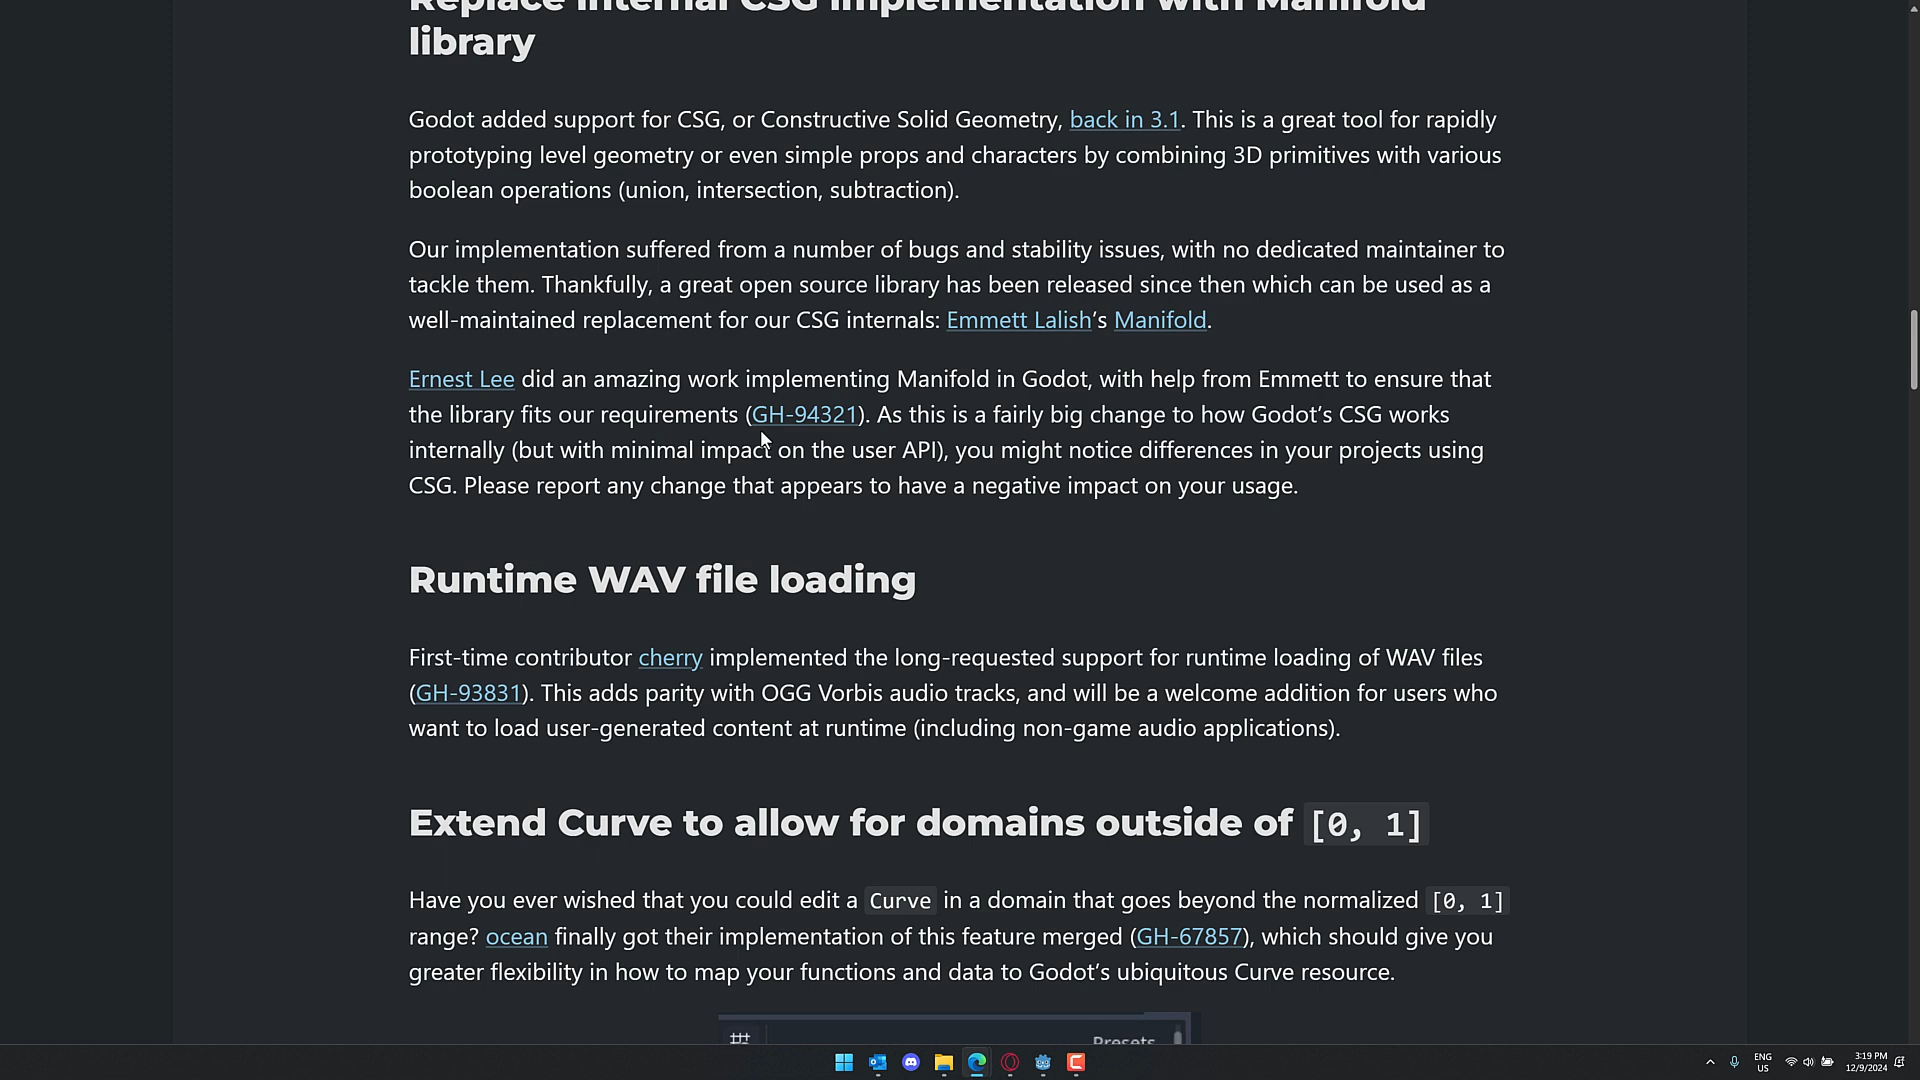 Replace internal CSG implementation with Manifold
library
Godot added support for CSG, or Constructive Solid Geometry, back in 3.1. This is a great tool for rapidly
prototyping level geometry or even simple props and characters by combining 3D primitives with various
boolean operations (union, intersection, subtraction).
Our implementation suffered from a number of bugs and stability issues, with no dedicated maintainer to
tackle them. Thankfully, a great open source library has been released since then which can be used as a
well-maintained replacement for our CSG internals: Emmett Lalish’s Manifold.
Ernest Lee did an amazing work implementing Manifold in Godot, with help from Emmett to ensure that
the library fits our requirements (GH-94321). As this is a fairly big change to how Godot’s CSG works
internally (but with minimal impact on the user API), you might notice differences in your projects using
CSG. Please report any change that appears to have a negative impact on your usage.
Runtime WAV file loading
First-time contributor cherry implemented the long-requested support for runtime loading of WAV files
(GH-93831). This adds parity with OGG Vorbis audio tracks, and will be a welcome addition for users who
want to load user-generated content at runtime (including non-game audio applications).
Extend Curve to allow for domains outside of [0, 1]
Have you ever wished that you could edit a Curve in a domain that goes beyond the normalized [0, 1]
range? ocean finally got their implementation of this feature merged (GH-67857), which should give you
greater flexibility in how to map your functions and data to Godot’s ubiquitous Curve resource.
Presets
ENG
US
3:19 PM
12/9/2024